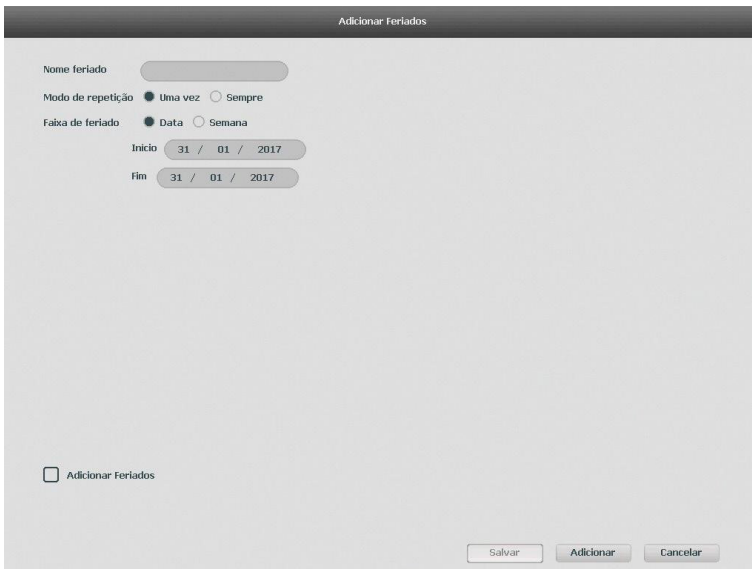 Adicionar Feriados
Nome feriado
Modo de repetição Uma vez Sempre
Faixa de feriado Data Semana
Início 31 / 01 / 2017
Fim 31 / 01 / 2017
Adicionar Feriados
Salvar Adicionar Cancelar